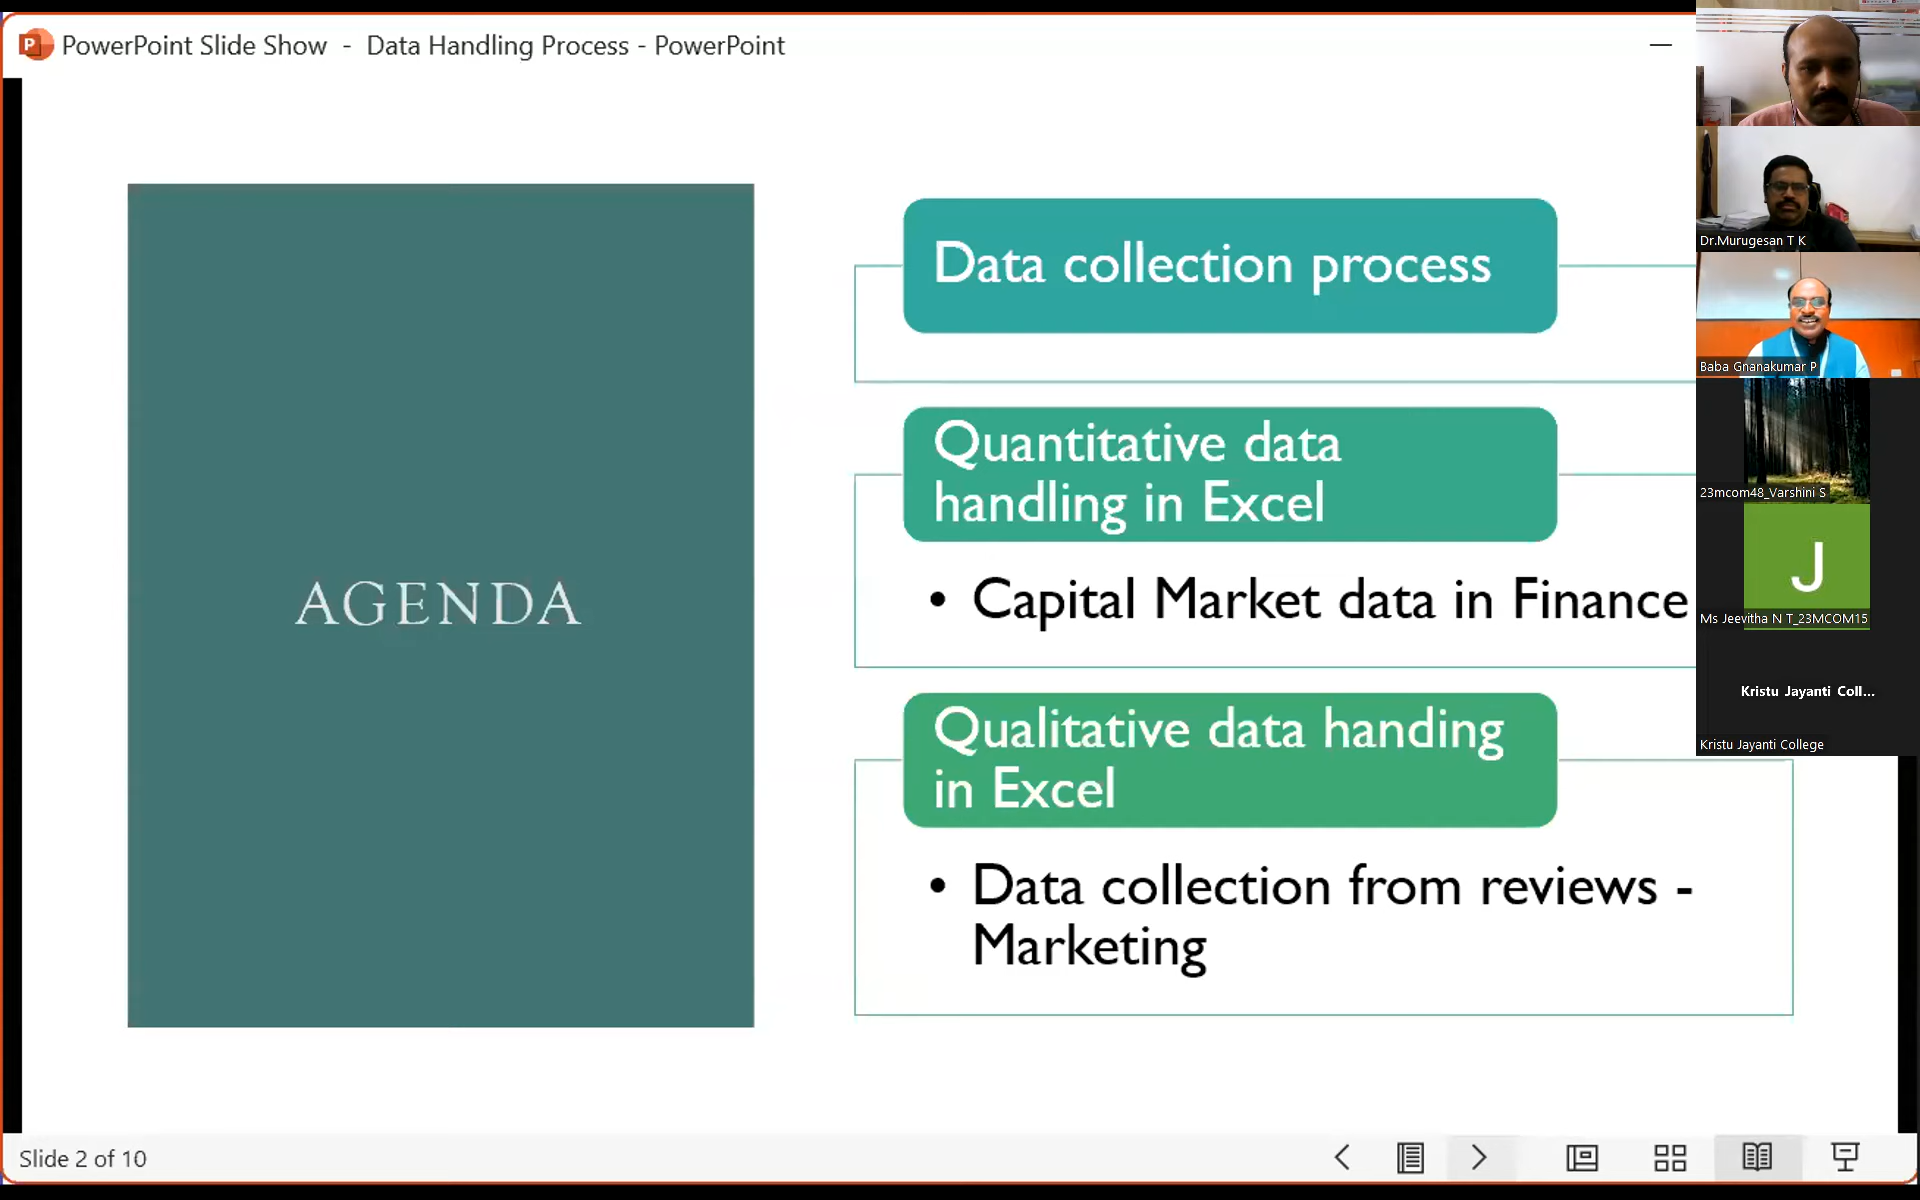 PowerPoint Slide Show - Data Handling Process - PowerPoint
AGENDA
Data collection process
Quantitative data
handling in Excel
• Capital Market data in Finance
Qualitative data handing
in Excel
• Data collection from reviews -
Marketing
Dr.Murugesan T K
Baba Gnanakumar P
23mcom48_Varshini S
J
Ms Jeevitha N T_23MCOM15
Kristu Jayanti Coll...
Kristu Jayanti College
Slide 2 of 10